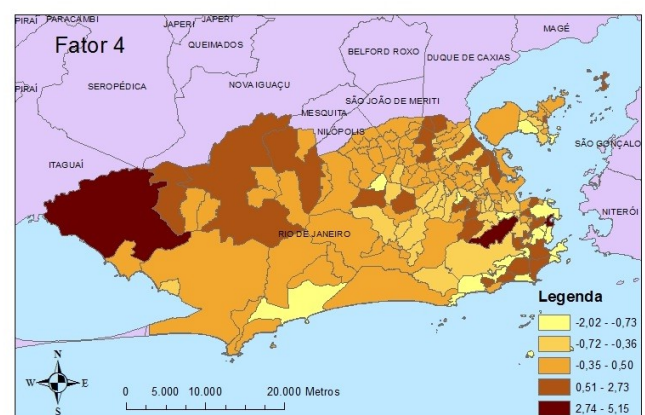 PIRAÍ
PARACAMBI
JAPERI
JAPERI
MAGÉ
Fator 4
QUEIMADOS
BELFORD ROXO
DUQUE DE CAXIAS
PIRAÍ
SEROPÉDICA
NOVA IGUAÇU
SÃO JOÃO DE MERITI
MESQUITA
NILÓPOLIS
SÃO GONÇALO
ITAGUAÍ
NITERÓI
RIO DE JANEIRO
Legenda
-2,02 - -0,73
-0,72 - -0,36
-0,35 - 0,50
0,51 - 2,73
2,74 - 5,15
N
W E
S
0 5.000 10.000 20.000 Metros